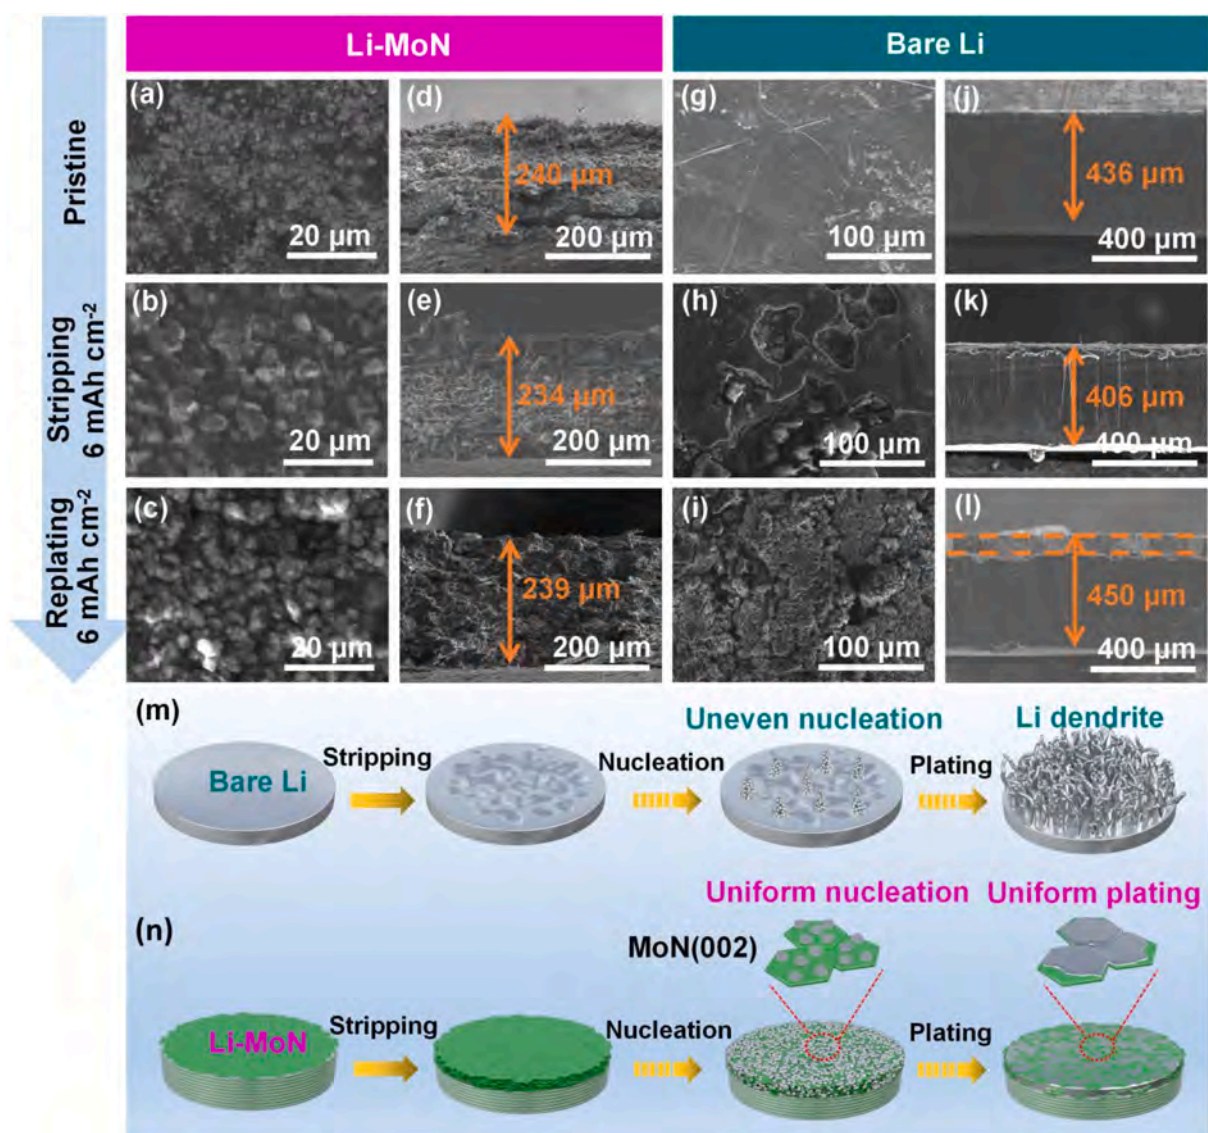 Li-MoN
Bare Li
Pristine
(a)
20 µm
(d)
240 µm
200 µm
(g)
100 µm
(j)
436 µm
400 µm
Stripping
6 mAh cm-2
(b)
20 µm
(e)
234 µm
200 µm
(h)
100 µm
(k)
406 µm
400 µm
Replating
6 mAh cm-2
(c)
20 µm
(f)
239 µm
200 µm
(i)
100 µm
(l)
450 µm
400 µm
(m)
Uneven nucleation
Li dendrite
Bare Li
Stripping
Nucleation
Plating
Uniform nucleation
Uniform plating
(n)
MoN(002)
Li-MoN
Stripping
Nucleation
Plating